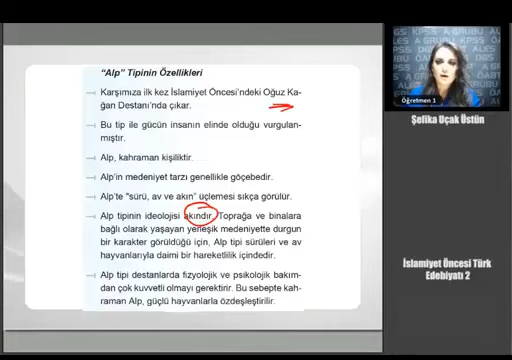 "Alp" Tipinin Özellikleri
Karşımıza ilk kez İslamiyet Öncesi'ndeki Oğuz Ka-
ğan Destanı'nda çıkar.
Bu tip ile gücün insanın elinde olduğu vurgulan-
mıştır.
Alp, kahraman kişiliktir.
Alp'in medeniyet tarzı genellikle göçebedir.
Alp'te "sürü, av ve akın" üçlemesi sıkça görülür.
Alp tipinin ideolojisi akındır. Toprağa ve binalara
bağlı olarak yaşayan yerleşik medeniyette durgun
bir karakter görüldüğü için, Alp tipi sürüleri ve av
hayvanlarıyla daimi bir hareketlilik içindedir.
Alp tipi destanlarda fizyolojik ve psikolojik bakım-
dan çok kuvvetli olmayı gerektirir. Bu sebepte kah-
raman Alp, güçlü hayvanlarla özdeşleştirilir.
Öğretmen 1
Şefika Uçak Üstün
İslamiyet Öncesi Türk
Edebiyatı 2